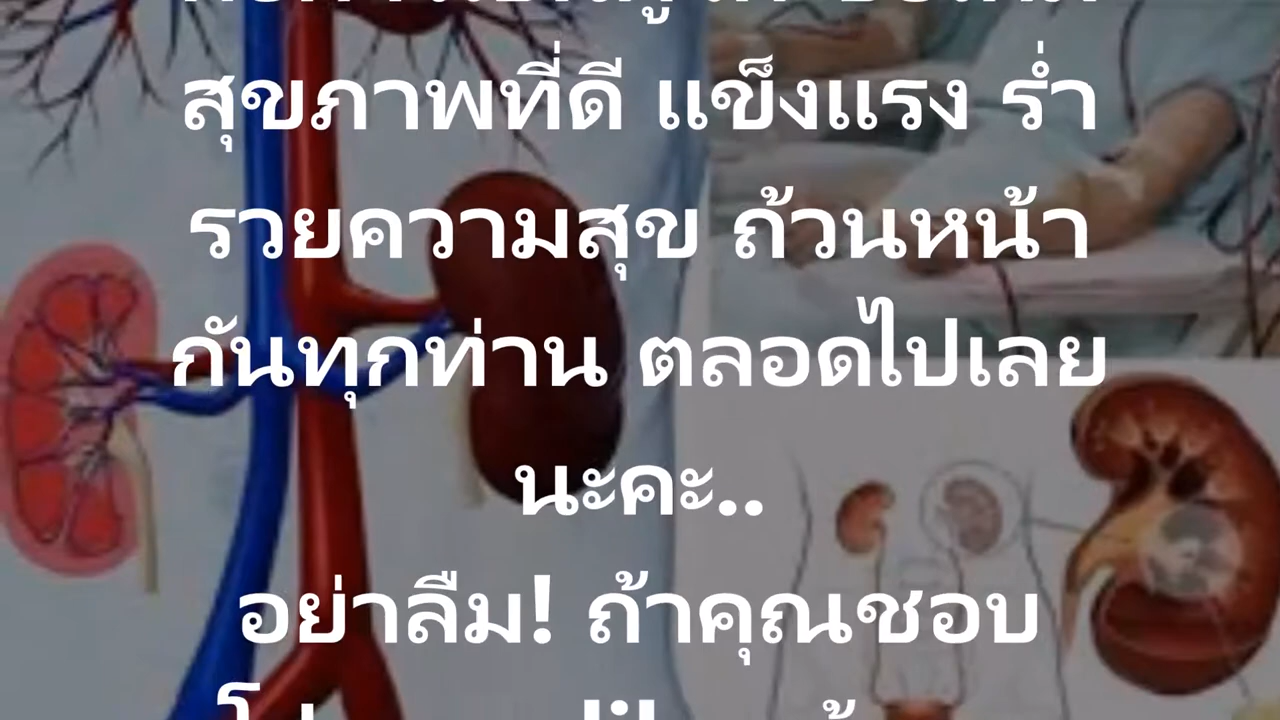 สุขภาพที่ดี แข็งแรง ร่ำ
รวยความสุข ถ้วนหน้า
กันทุกท่าน ตลอดไปเลย
นะคะ..
อย่าลืม! ถ้าคุณชอบ